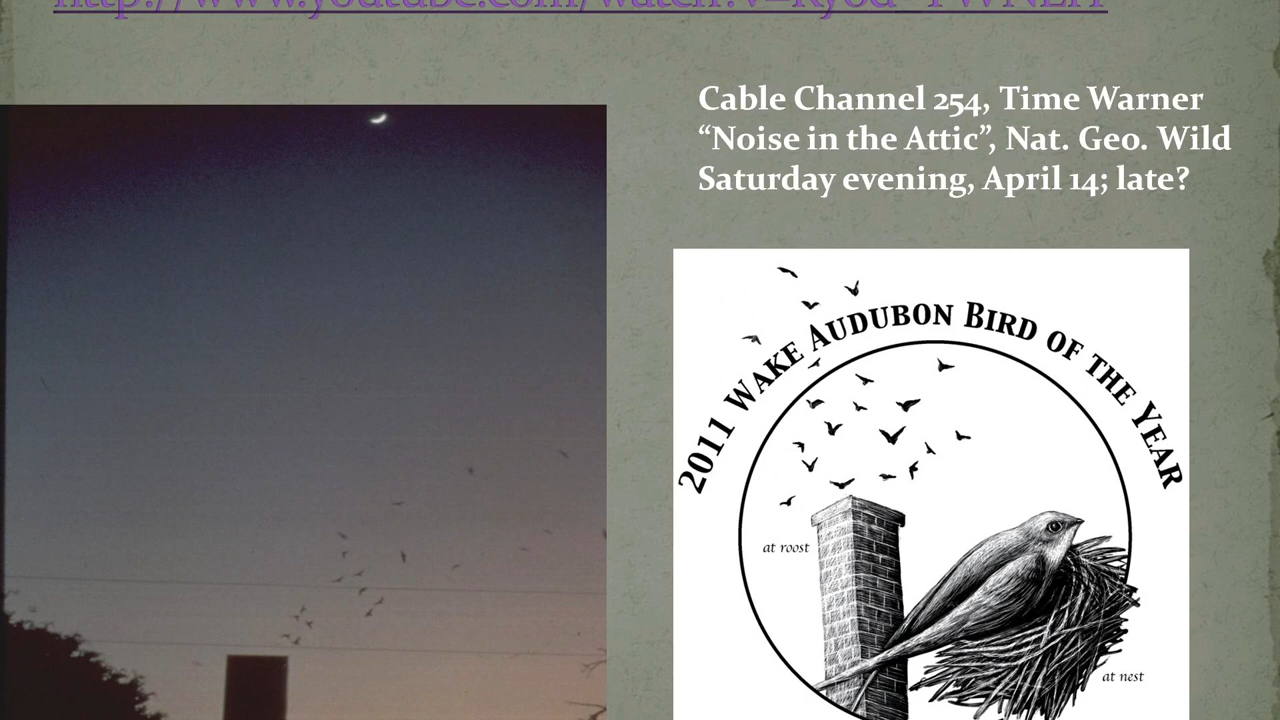 Cable Channel 254, Time Warner
“Noise in the Attic”, Nat. Geo. Wild
Saturday evening, April 14; late?
2011 Wake Audubon Bird of the Year
at roost
at nest